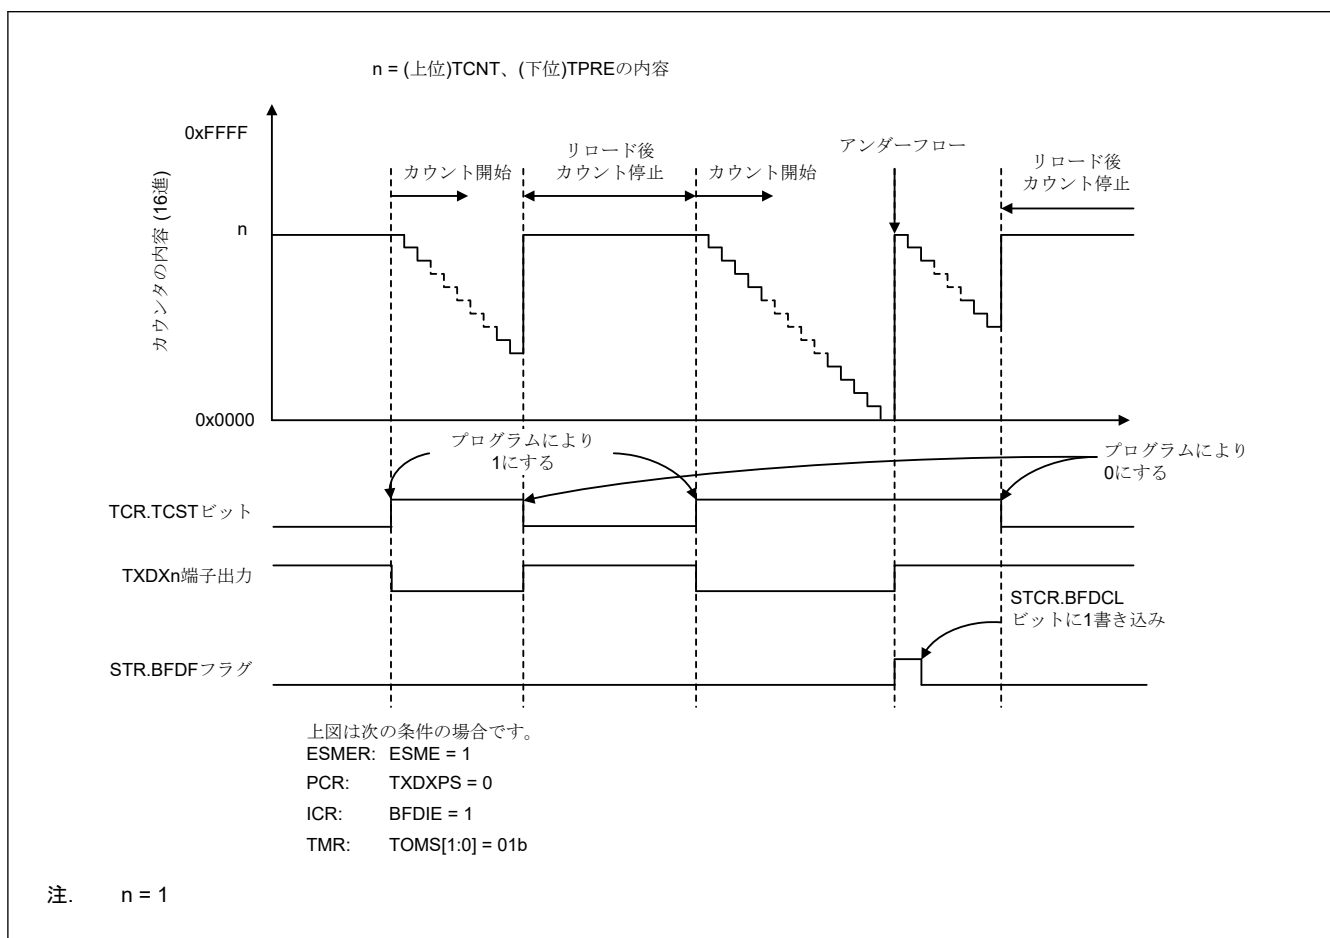 n = (上位)TCNT、(下位)TPREの内容
0xFFFF
カウンタの内容 (16進)
n
0x0000
カウント開始
リロード後
カウント停止
カウント開始
アンダーフロー
リロード後
カウント停止
プログラムにより
1にする
プログラムにより
0にする
TCR.TCSTビット
TXDXn端子出力
STCR.BFDCL
ビットに1書き込み
STR.BFDFフラグ
上図は次の条件の場合です。
ESMER: ESME = 1
PCR: TXDXPS = 0
ICR: BFDIE = 1
TMR: TOMS[1:0] = 01b
注. n = 1